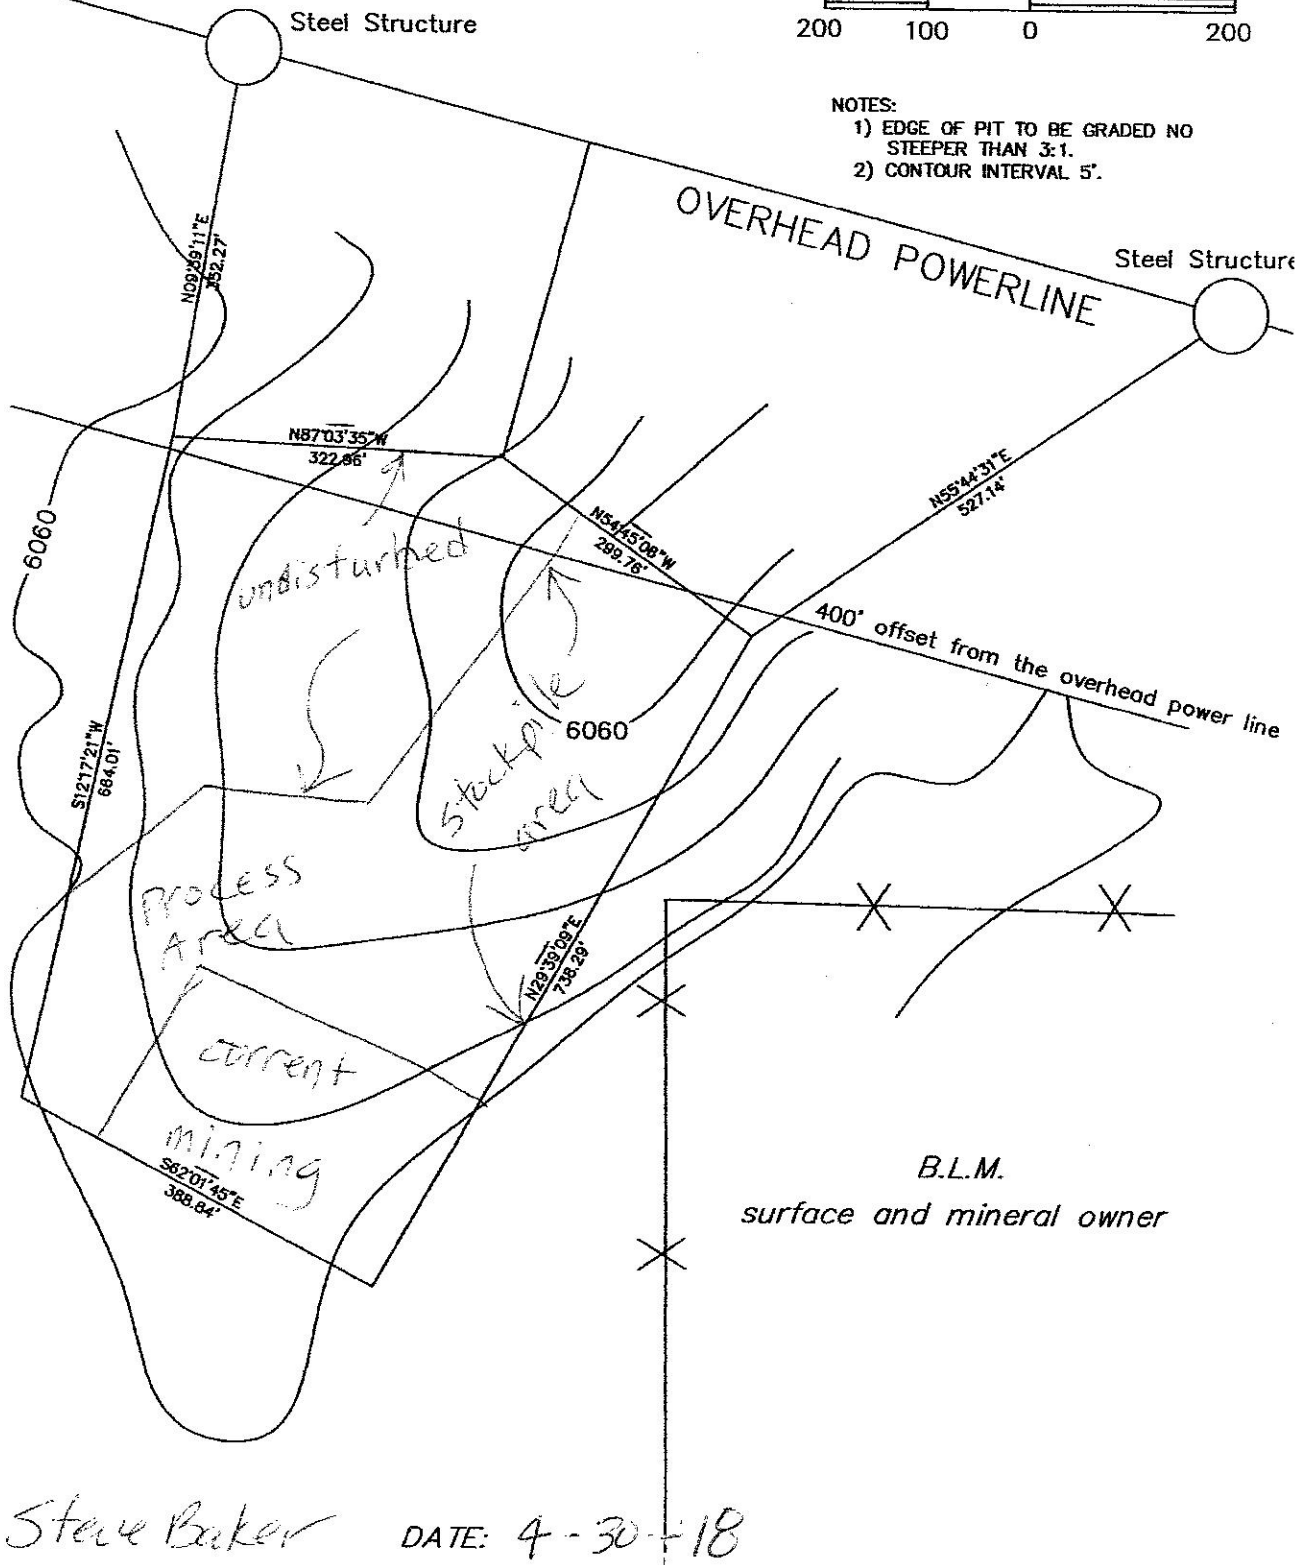 Steel Structure
200 100 0 200
NOTES:
1) EDGE OF PIT TO BE GRADED NO
STEEPER THAN 3:1.
2) CONTOUR INTERVAL 5'.
OVERHEAD POWERLINE
Steel Structure
N09°39'11"E
352.27'
N87°03'35"W
322.96'
N55°44'31"E
527.14'
6060
N54°45'08"W
299.76'
undisturbed
400' offset from the overhead power line
6060
stockpile
area
S12°17'21"W
664.01'
Process
Area
N29°39'09"E
738.29'
current
mining
S62°01'45"E
388.84'
B.L.M.
surface and mineral owner
Steve Baker DATE: 4-30-18